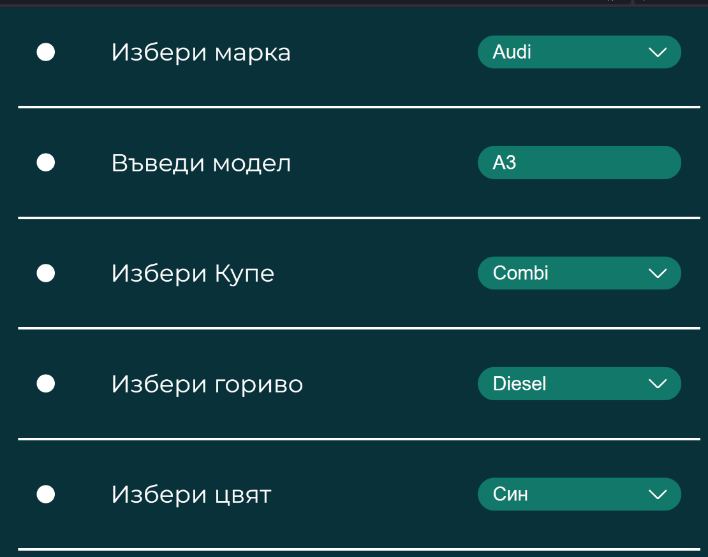 Избери марка Audi
Въведи модел A3
Избери Купе Combi
Избери гориво Diesel
Избери цвят Син